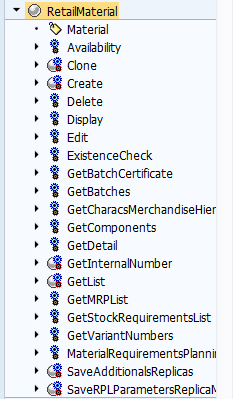 RetailMaterial
Material
Availability
Clone
Create
Delete
Display
Edit
ExistenceCheck
GetBatchCertificate
GetBatches
GetCharacsMerchandiseHier
GetComponents
GetDetail
GetInternalNumber
GetList
GetMRPList
GetStockRequirementsList
GetVariantNumbers
MaterialRequirementsPlannin
SaveAdditionalsReplicas
SaveRPLParametersReplicaM